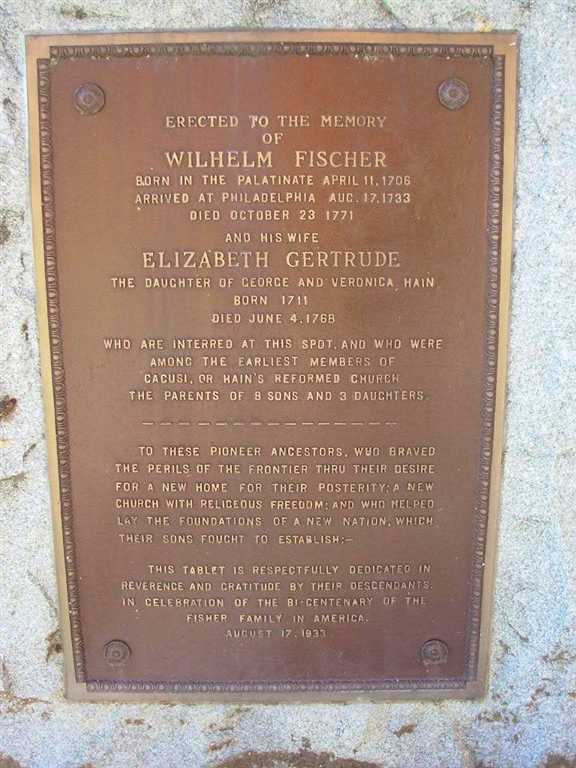 ERECTED TO THE MEMORY
OF
WILHELM FISCHER
BORN IN THE PALATINATE APRIL 11, 1706
ARRIVED AT PHILADELPHIA AUG. 17, 1733
DIED OCTOBER 23 1771
AND HIS WIFE
ELIZABETH GERTRUDE
THE DAUGHTER OF GEORGE AND VERONICA HAIN
BORN 1711
DIED JUNE 4, 1768
WHO ARE INTERRED AT THIS SPOT, AND WHO WERE
AMONG THE EARLIEST MEMBERS OF
CACUSI, OR HAIN'S REFORMED CHURCH
THE PARENTS OF 8 SONS AND 3 DAUGHTERS
TO THESE PIONEER ANCESTORS, WHO BRAVED
THE PERILS OF THE FRONTIER THRU THEIR DESIRE
FOR A NEW HOME FOR THEIR POSTERITY; A NEW
CHURCH WITH RELIGEOUS FREEDOM; AND WHO HELPED
LAY THE FOUNDATIONS OF A NEW NATION, WHICH
THEIR SONS FOUGHT TO ESTABLISH:—
THIS TABLET IS RESPECTFULLY DEDICATED IN
REVERENCE AND GRATITUDE BY THEIR DESCENDANTS.
IN CELEBRATION OF THE BI-CENTENARY OF THE
FISHER FAMILY IN AMERICA.
AUGUST 17, 1933